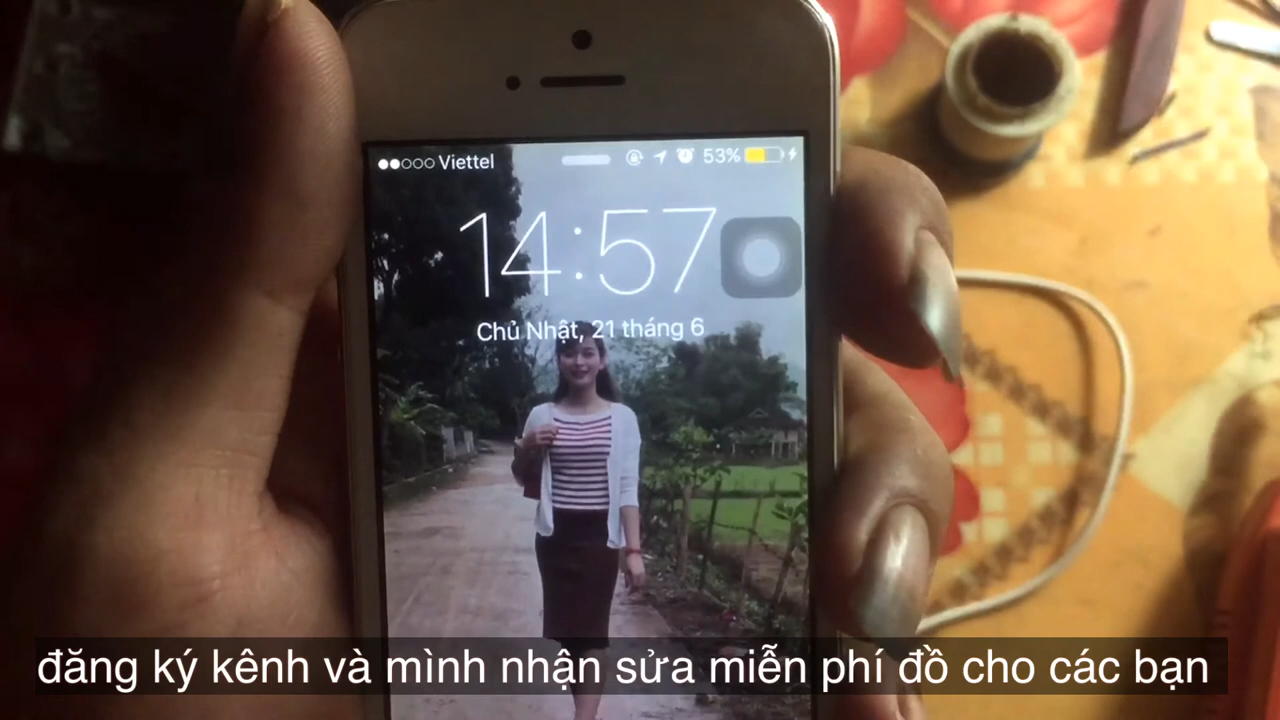 Viettel 53%
14:57
Chủ Nhật, 21 tháng 6
đăng ký kênh và mình nhận sửa miễn phí đồ cho các bạn